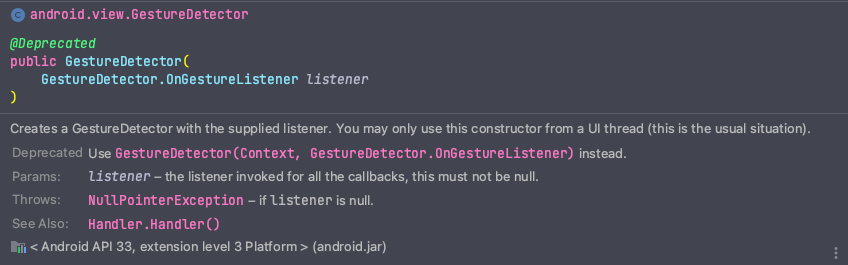 android.view.GestureDetector
@Deprecated
public GestureDetector(
    GestureDetector.OnGestureListener listener
)
Creates a GestureDetector with the supplied listener. You may only use this constructor from a UI thread (this is the usual situation).
Deprecated Use GestureDetector(Context, GestureDetector.OnGestureListener) instead.
Params: listener – the listener invoked for all the callbacks, this must not be null.
Throws: NullPointerException – if listener is null.
See Also: Handler.Handler()
< Android API 33, extension level 3 Platform > (android.jar)